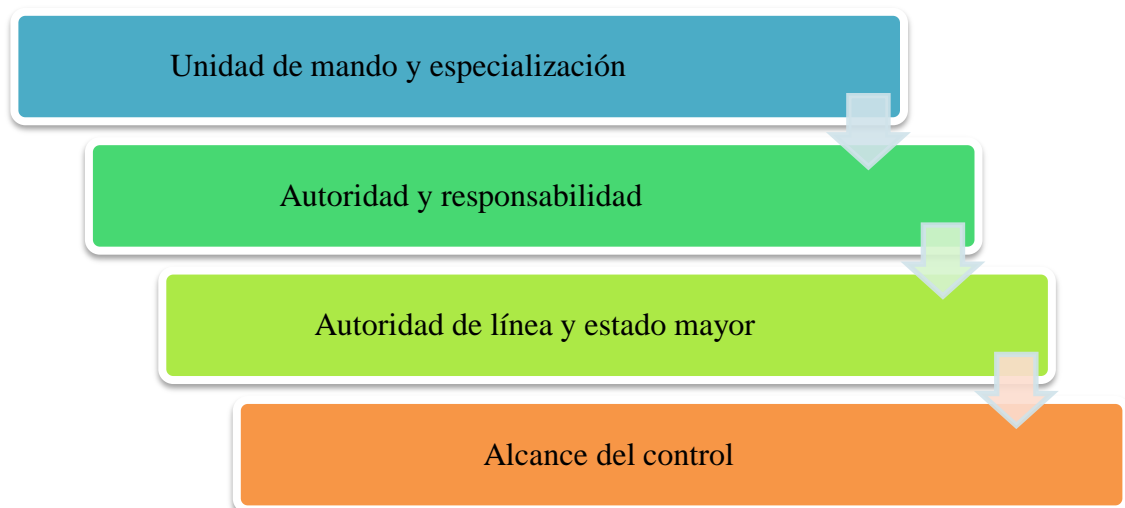 Unidad de mando y especialización
Autoridad y responsabilidad
Autoridad de línea y estado mayor
Alcance del control